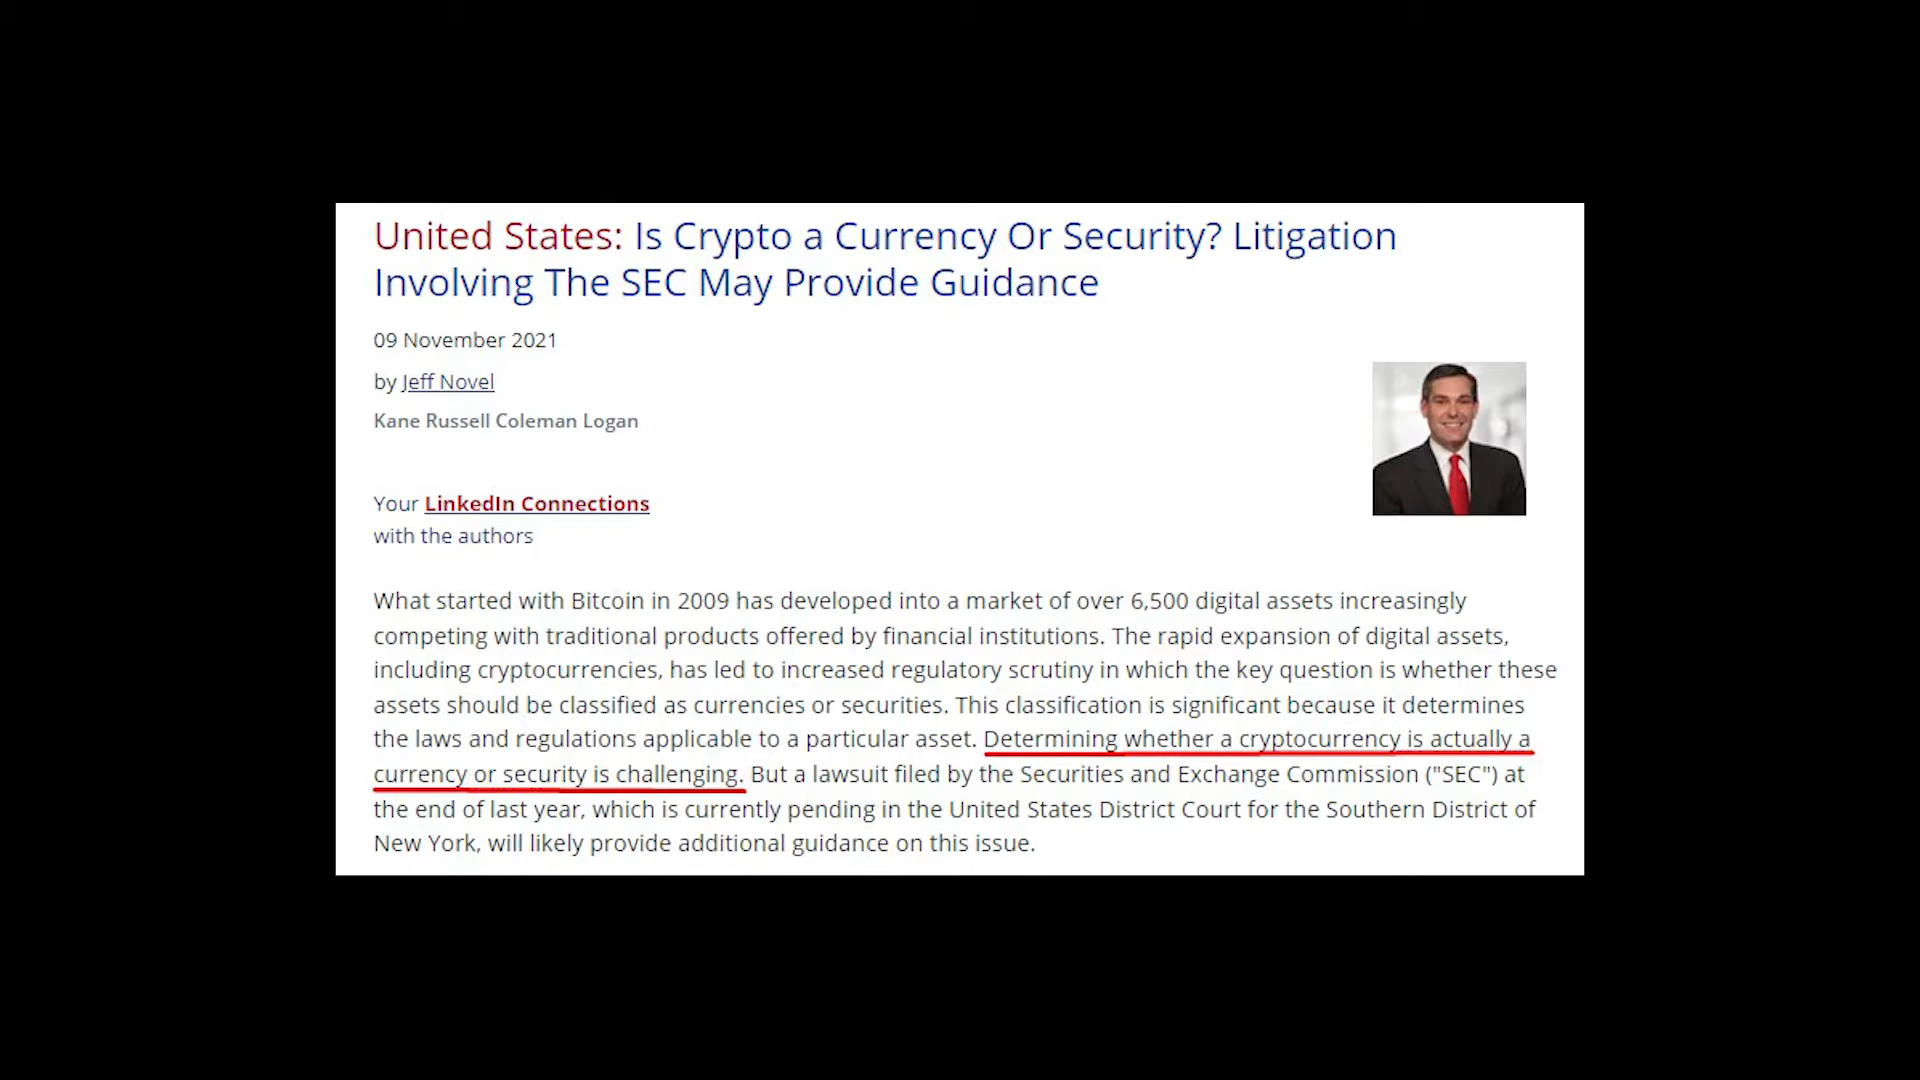 United States: Is Crypto a Currency Or Security? Litigation
Involving The SEC May Provide Guidance
09 November 2021
by Jeff Novel
Kane Russell Coleman Logan
Your LinkedIn Connections
with the authors
What started with Bitcoin in 2009 has developed into a market of over 6,500 digital assets increasingly
competing with traditional products offered by financial institutions. The rapid expansion of digital assets,
including cryptocurrencies, has led to increased regulatory scrutiny in which the key question is whether these
assets should be classified as currencies or securities. This classification is significant because it determines
the laws and regulations applicable to a particular asset. Determining whether a cryptocurrency is actually a
currency or security is challenging. But a lawsuit filed by the Securities and Exchange Commission ("SEC") at
the end of last year, which is currently pending in the United States District Court for the Southern District of
New York, will likely provide additional guidance on this issue.